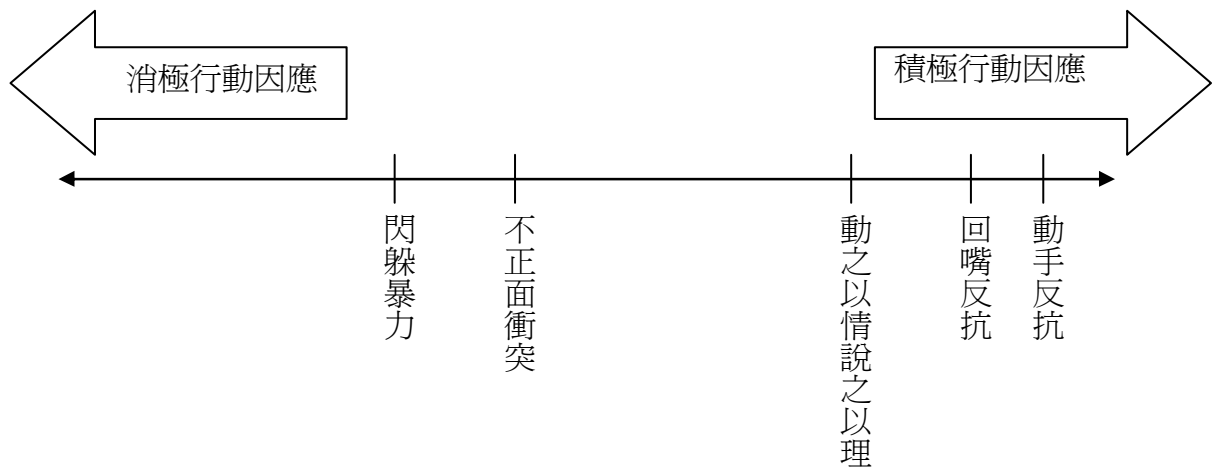 消極行動因應
積極行動因應
閃躲暴力
不正面衝突
動之以情說之以理
回嘴反抗
動手反抗